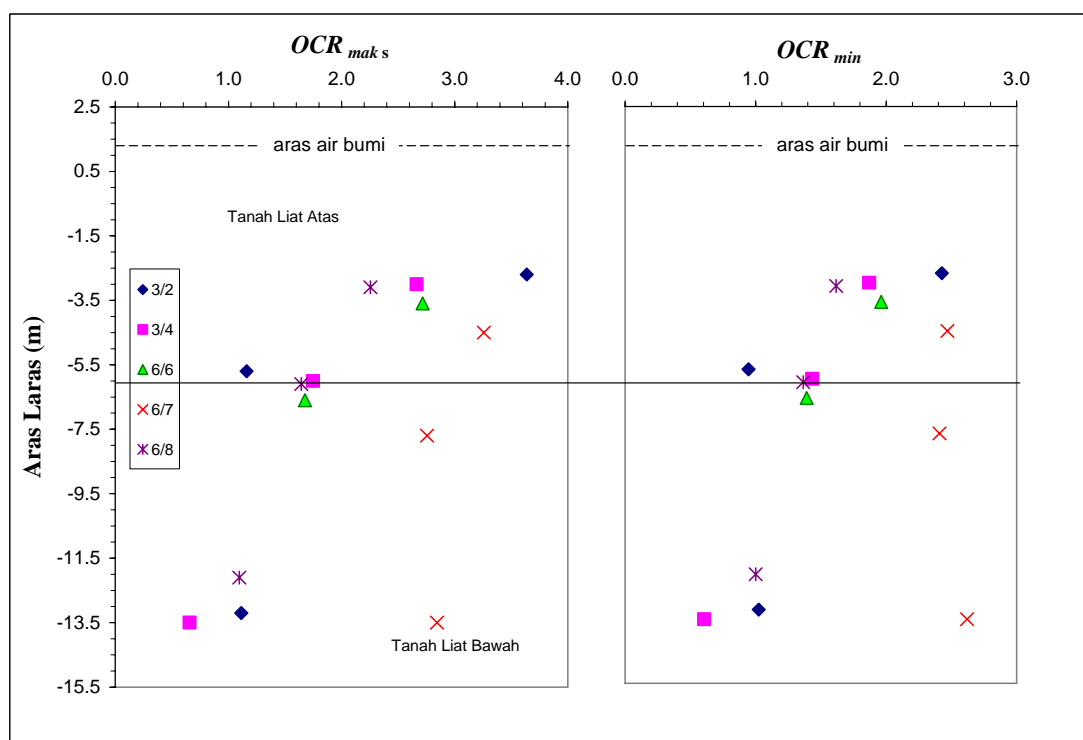 OCR mak s
OCR min
0.0 1.0 2.0 3.0 4.0
0.0 1.0 2.0 3.0
2.5
aras air bumi
aras air bumi
0.5
Tanah Liat Atas
-1.5
-3.5
-5.5
-7.5
-9.5
-11.5
-13.5
-15.5
Aras Laras (m)
3/2
3/4
6/6
6/7
6/8
Tanah Liat Bawah